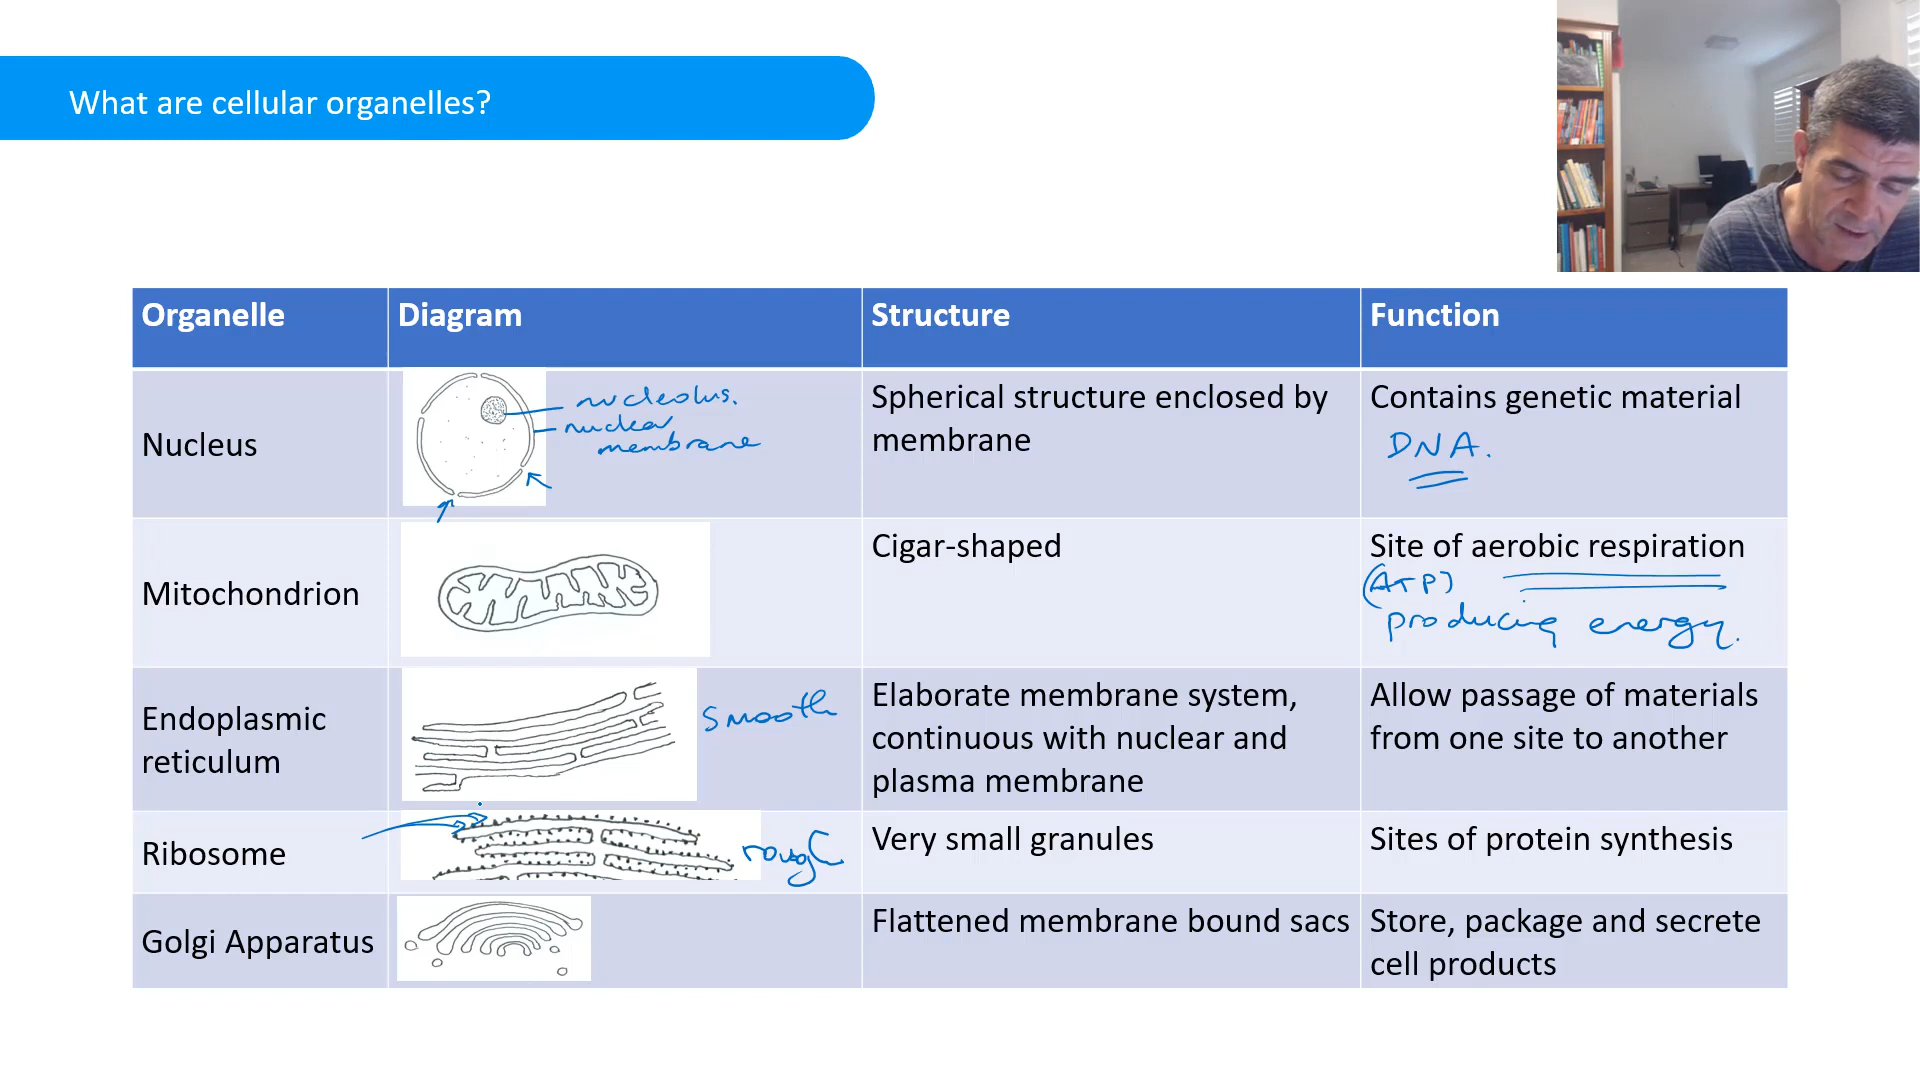 What are cellular organelles?
Organelle Diagram Structure Function
Nucleus
nucleolus.
nuclear
membrane
Spherical structure enclosed by
membrane
Contains genetic material
DNA.
Mitochondrion
Cigar-shaped
Site of aerobic respiration
(ATP)
producing energy.
Endoplasmic
reticulum
smooth
Elaborate membrane system,
continuous with nuclear and
plasma membrane
Allow passage of materials
from one site to another
Ribosome
rough
Very small granules
Sites of protein synthesis
Golgi Apparatus
Flattened membrane bound sacs
Store, package and secrete
cell products